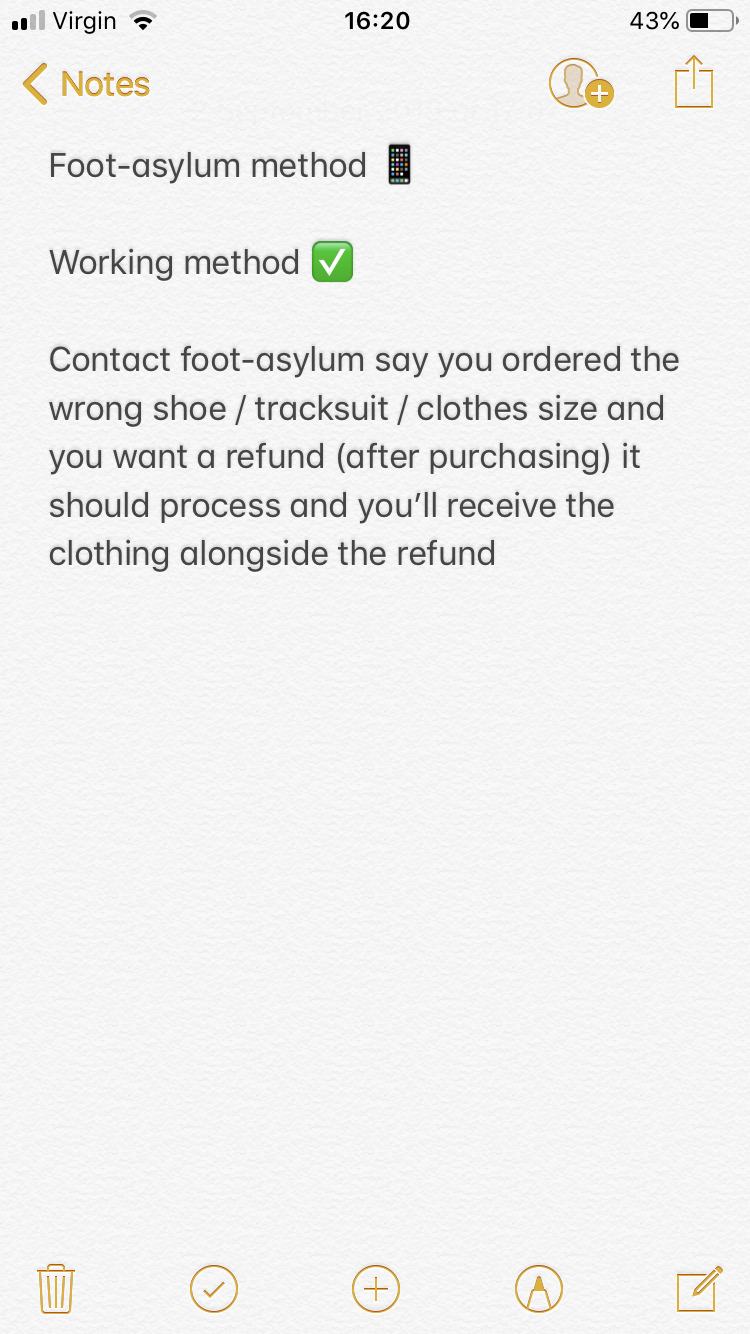 Virgin 16:20 43%
Notes
Foot-asylum method 📱
Working method ✅
Contact foot-asylum say you ordered the
wrong shoe / tracksuit / clothes size and
you want a refund (after purchasing) it
should process and you’ll receive the
clothing alongside the refund